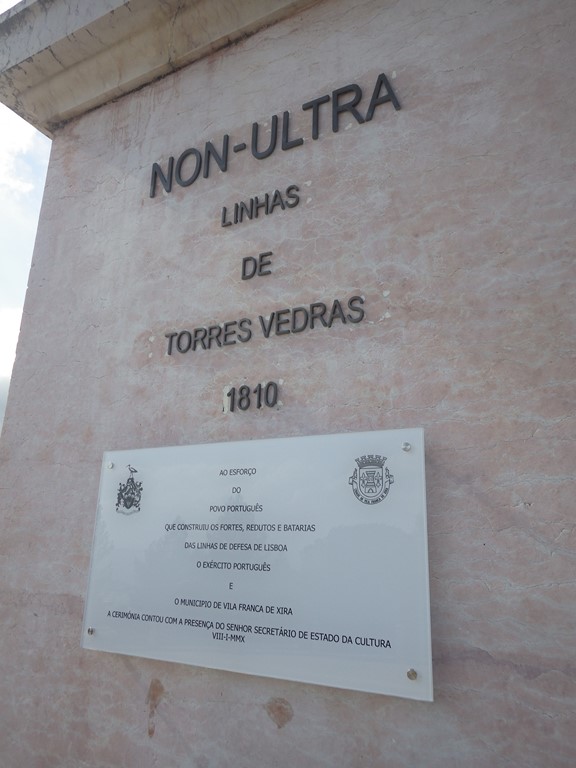 NON-ULTRA
LINHAS
DE
TORRES VEDRAS
1810
AO ESFORÇO
DO
POVO PORTUGUÊS
QUE CONSTRUIU OS FORTES, REDUTOS E BATARIAS
DAS LINHAS DE DEFESA DE LISBOA
O EXÉRCITO PORTUGUÊS
E
O MUNICIPIO DE VILA FRANCA DE XIRA
A CERIMÓNIA CONTOU COM A PRESENÇA DO SENHOR SECRETÁRIO DE ESTADO DA CULTURA
VIII-I-MMX